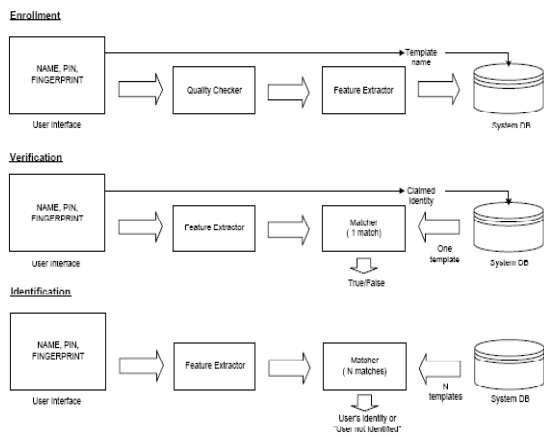 Enrollment
NAME, PIN,
FINGERPRINT
User Interface
Quality Checker
Feature Extractor
Template
name
System DB
Verification
NAME, PIN,
FINGERPRINT
User Interface
Feature Extractor
Matcher
( 1 match)
True/False
Claimed
Identity
One
template
System DB
Identification
NAME, PIN,
FINGERPRINT
User Interface
Feature Extractor
Matcher
( N matches)
User's Identity or
"User not Identified"
N
templates
System DB